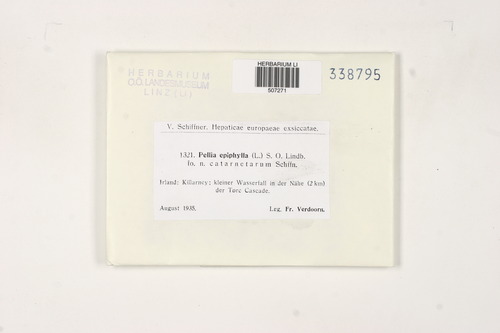 HERBARIUM
O.Ö. LANDESMUSEUM
LINZ (LI)
HERBARIUM LI
507271
338795
V. Schiffner. Hepaticae europaeae exsiccatae.
1321. Pellia epiphylla (L.) S. O. Lindb.
fo. n. cataractarum Schffn.
Irland: Killarney; kleiner Wasserfall in der Nähe (2 km)
der Torc Cascade.
August 1935.
Leg. Fr. Verdoorn.